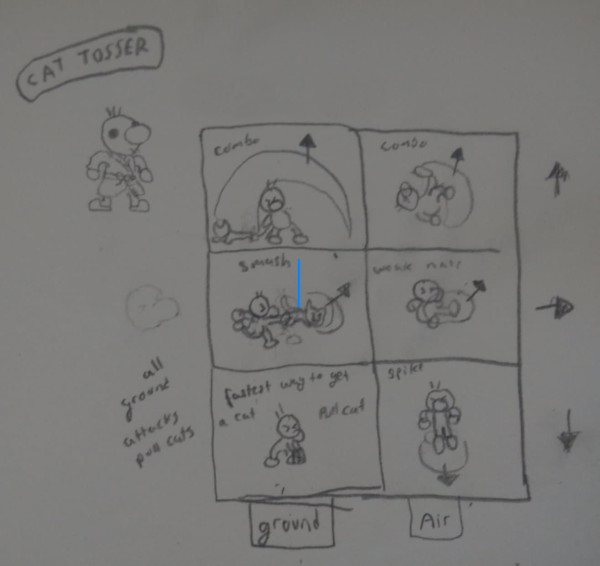 CAT TOSSER
combo
combo
smash
weak nair
fastest way to get
a cat
Pull cat
spike
all
ground
attacks
pull cats
ground
Air